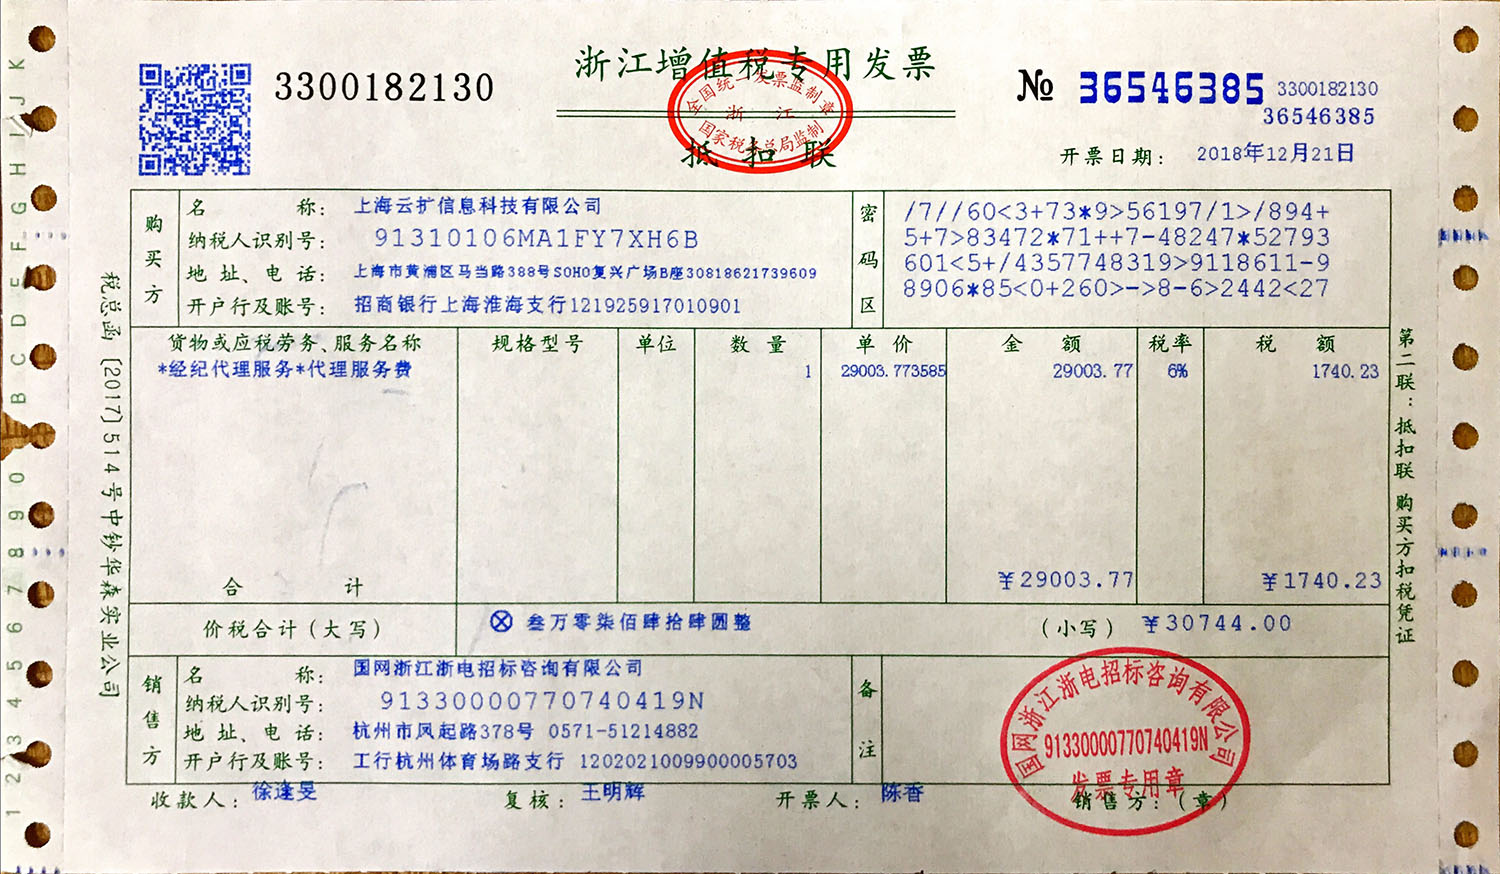 浙江增值税专用发票
3300182130
№ 36546385 3300182130
36546385
全国统一发票监制章
浙 江
国家税务总局监制
抵扣联
开票日期: 2018年12月21日
购买方
名 称: 上海云扩信息科技有限公司
纳税人识别号: 91310106MA1FY7XH6B
地 址、电 话: 上海市黄浦区马当路388号SOHO复兴广场B座30818621739609
开户行及账号: 招商银行上海淮海支行121925917010901
密码区
/7//60<3+73*9>56197/1>/894+
5+7>83472*71++7-48247*52793
601<5+/4357748319>9118611-9
8906*85<0+260>->8-6>2442<27
货物或应税劳务、服务名称 规格型号 单位 数 量 单 价 金 额 税率 税 额
*经纪代理服务*代理服务费 1 29003.773585 29003.77 6% 1740.23
合 计 ¥29003.77 ¥1740.23
价税合计(大写) ⊗ 叁万零柒佰肆拾肆圆整 (小写) ¥30744.00
销售方
名 称: 国网浙江浙电招标咨询有限公司
纳税人识别号: 91330000770740419N
地 址、电 话: 杭州市凤起路378号 0571-51214882
开户行及账号: 工行杭州体育场路支行 1202021009900005703
备注
国网浙江浙电招标咨询有限公司
91330000770740419N
发票专用章
收款人: 徐逢旻 复核: 王明辉 开票人: 陈香 销售方:(章)
税总函〔2017〕514号中钞华森实业公司
第二联:抵扣联 购买方扣税凭证
1 2 3 4 5 6 7 8 9 0 A B C D E F G H I J K